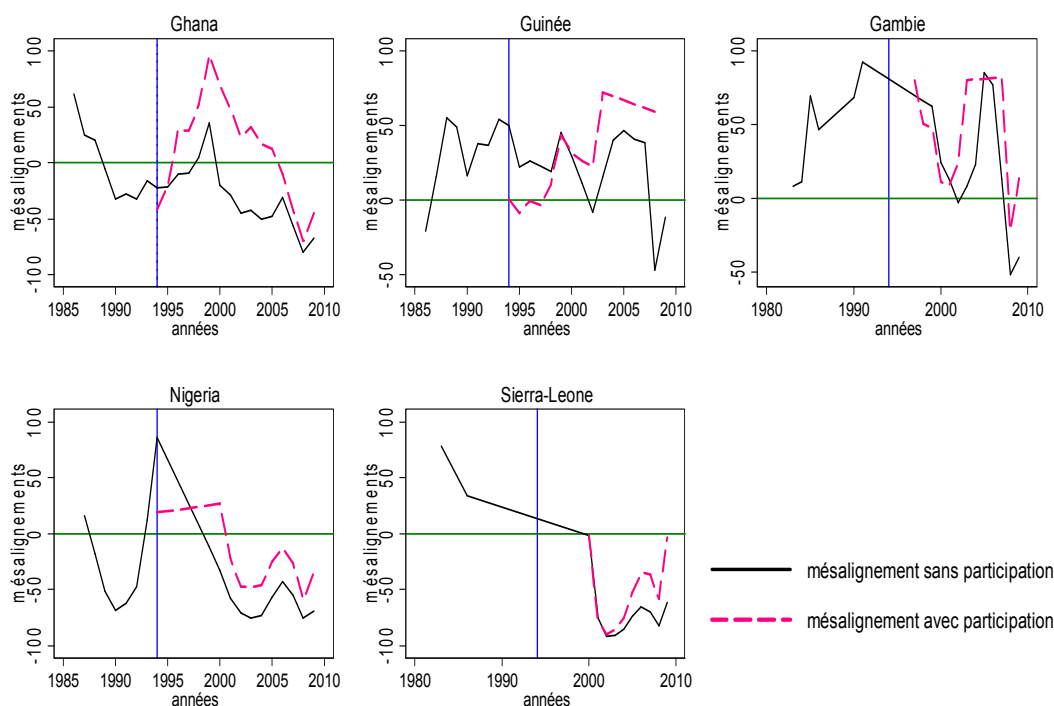 Ghana
mésalignements
100
50
0
-50
-100
1985 1990 1995 2000 2005 2010
années
Guinée
mésalignements
100
50
0
-50
1985 1990 1995 2000 2005 2010
années
Gambie
mésalignements
100
50
0
-50
1980 1990 2000 2010
années
Nigeria
mésalignements
100
50
0
-50
-100
1985 1990 1995 2000 2005 2010
années
Sierra-Leone
mésalignements
100
50
0
-50
-100
1980 1990 2000 2010
années
mésalignement sans participation
mésalignement avec participation